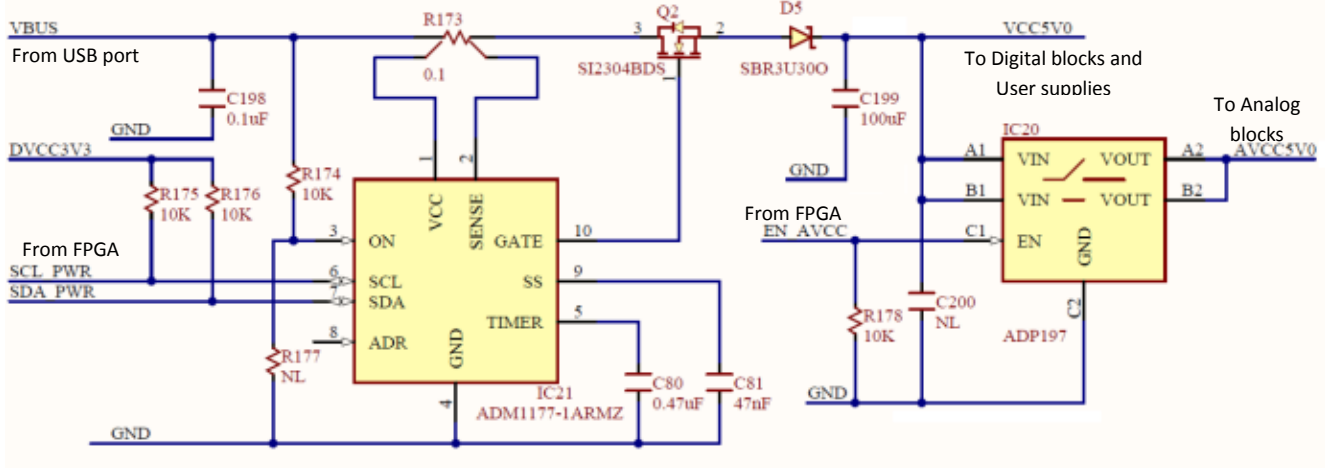 VBUS
From USB port
R173
0.1
3
Q2
2
SI2304BDS
1
D5
SBR3U30O
VCC5V0
To Digital blocks and
User supplies
To Analog
blocks
C198
0.1uF
GND
C199
100uF
GND
IC20
A1
VIN
VOUT
A2
AVCC5V0
B1
VIN
VOUT
B2
From FPGA
EN_AVCC
C1
EN
GND
C2
ADP197
R178
10K
C200
NL
GND
DVCC3V3
R175
10K
R176
10K
R174
10K
1
2
VCC
SENSE
3
ON
GATE
10
From FPGA
SCL_PWR
6
SCL
SS
9
SDA_PWR
SDA
TIMER
5
8
ADR
GND
4
R177
NL
IC21
ADM1177-1ARMZ
C80
0.47uF
C81
47nF
GND